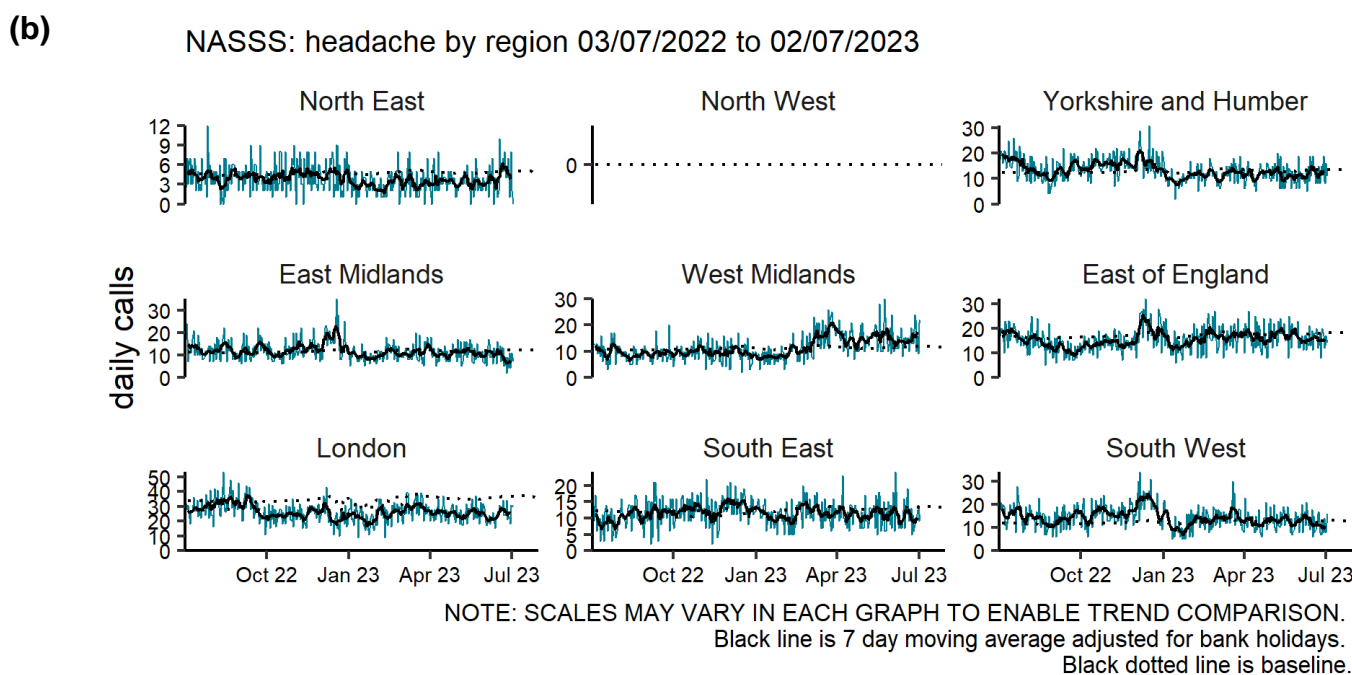 (b)
NASSS: headache by region 03/07/2022 to 02/07/2023
North East
North West
Yorkshire and Humber
12
9
6
3
0
0
30
20
10
0
daily calls
East Midlands
West Midlands
East of England
30
20
10
0
30
20
10
0
30
20
10
0
London
South East
South West
50
40
30
20
10
0
20
15
10
5
0
30
20
10
0
Oct 22 Jan 23 Apr 23 Jul 23
Oct 22 Jan 23 Apr 23 Jul 23
Oct 22 Jan 23 Apr 23 Jul 23
NOTE: SCALES MAY VARY IN EACH GRAPH TO ENABLE TREND COMPARISON.
Black line is 7 day moving average adjusted for bank holidays.
Black dotted line is baseline.